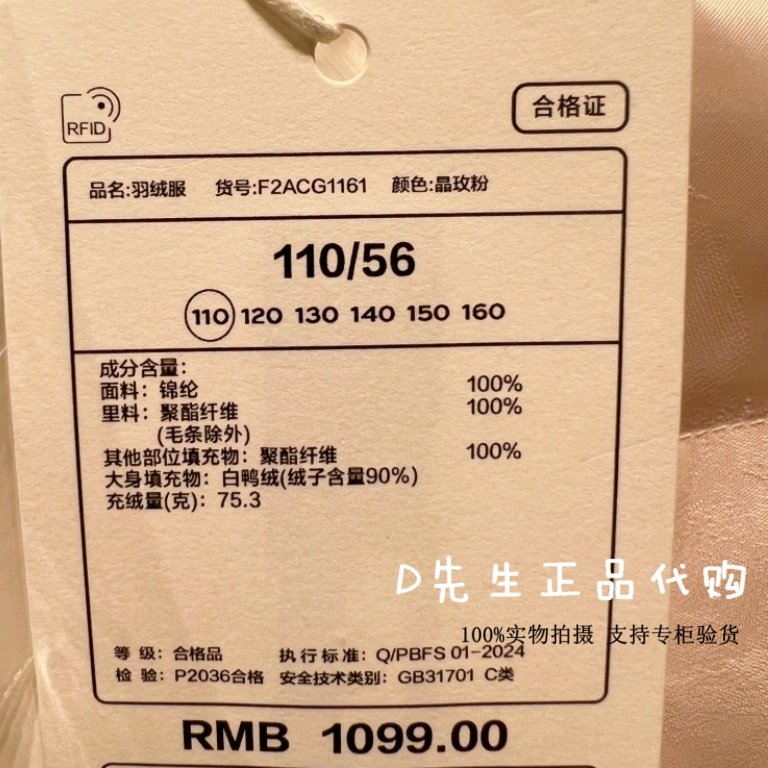 RFID
合格证
品名:羽绒服 货号:F2ACG1161 颜色:晶玫粉
110/56
110 120 130 140 150 160
成分含量：
面料：锦纶 100%
里料：聚酯纤维 100%
(毛条除外)
其他部位填充物：聚酯纤维 100%
大身填充物：白鸭绒(绒子含量90%)
充绒量(克)：75.3
D先生正品代购
100%实物拍摄 支持专柜验货
等 级：合格品 执行标准：Q/PBFS 01-2024
检 验：P2036合格 安全技术类别：GB31701 C类
RMB 1099.00